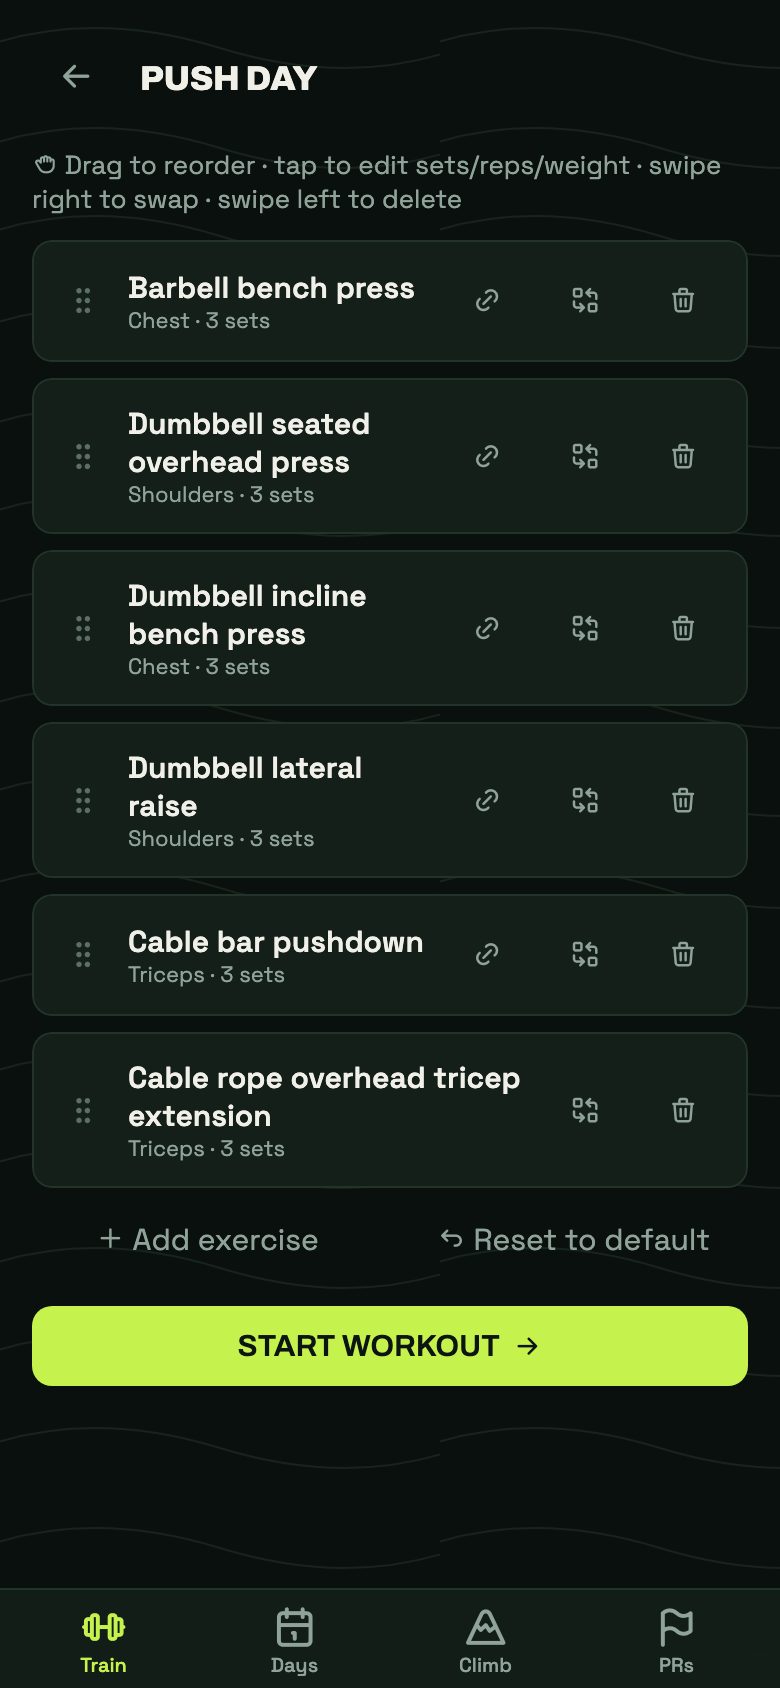 PUSH DAY
Drag to reorder · tap to edit sets/reps/weight · swipe
right to swap · swipe left to delete
Barbell bench press
Chest · 3 sets
Dumbbell seated
overhead press
Shoulders · 3 sets
Dumbbell incline
bench press
Chest · 3 sets
Dumbbell lateral
raise
Shoulders · 3 sets
Cable bar pushdown
Triceps · 3 sets
Cable rope overhead tricep
extension
Triceps · 3 sets
+ Add exercise
Reset to default
START WORKOUT →
Train
Days
Climb
PRs